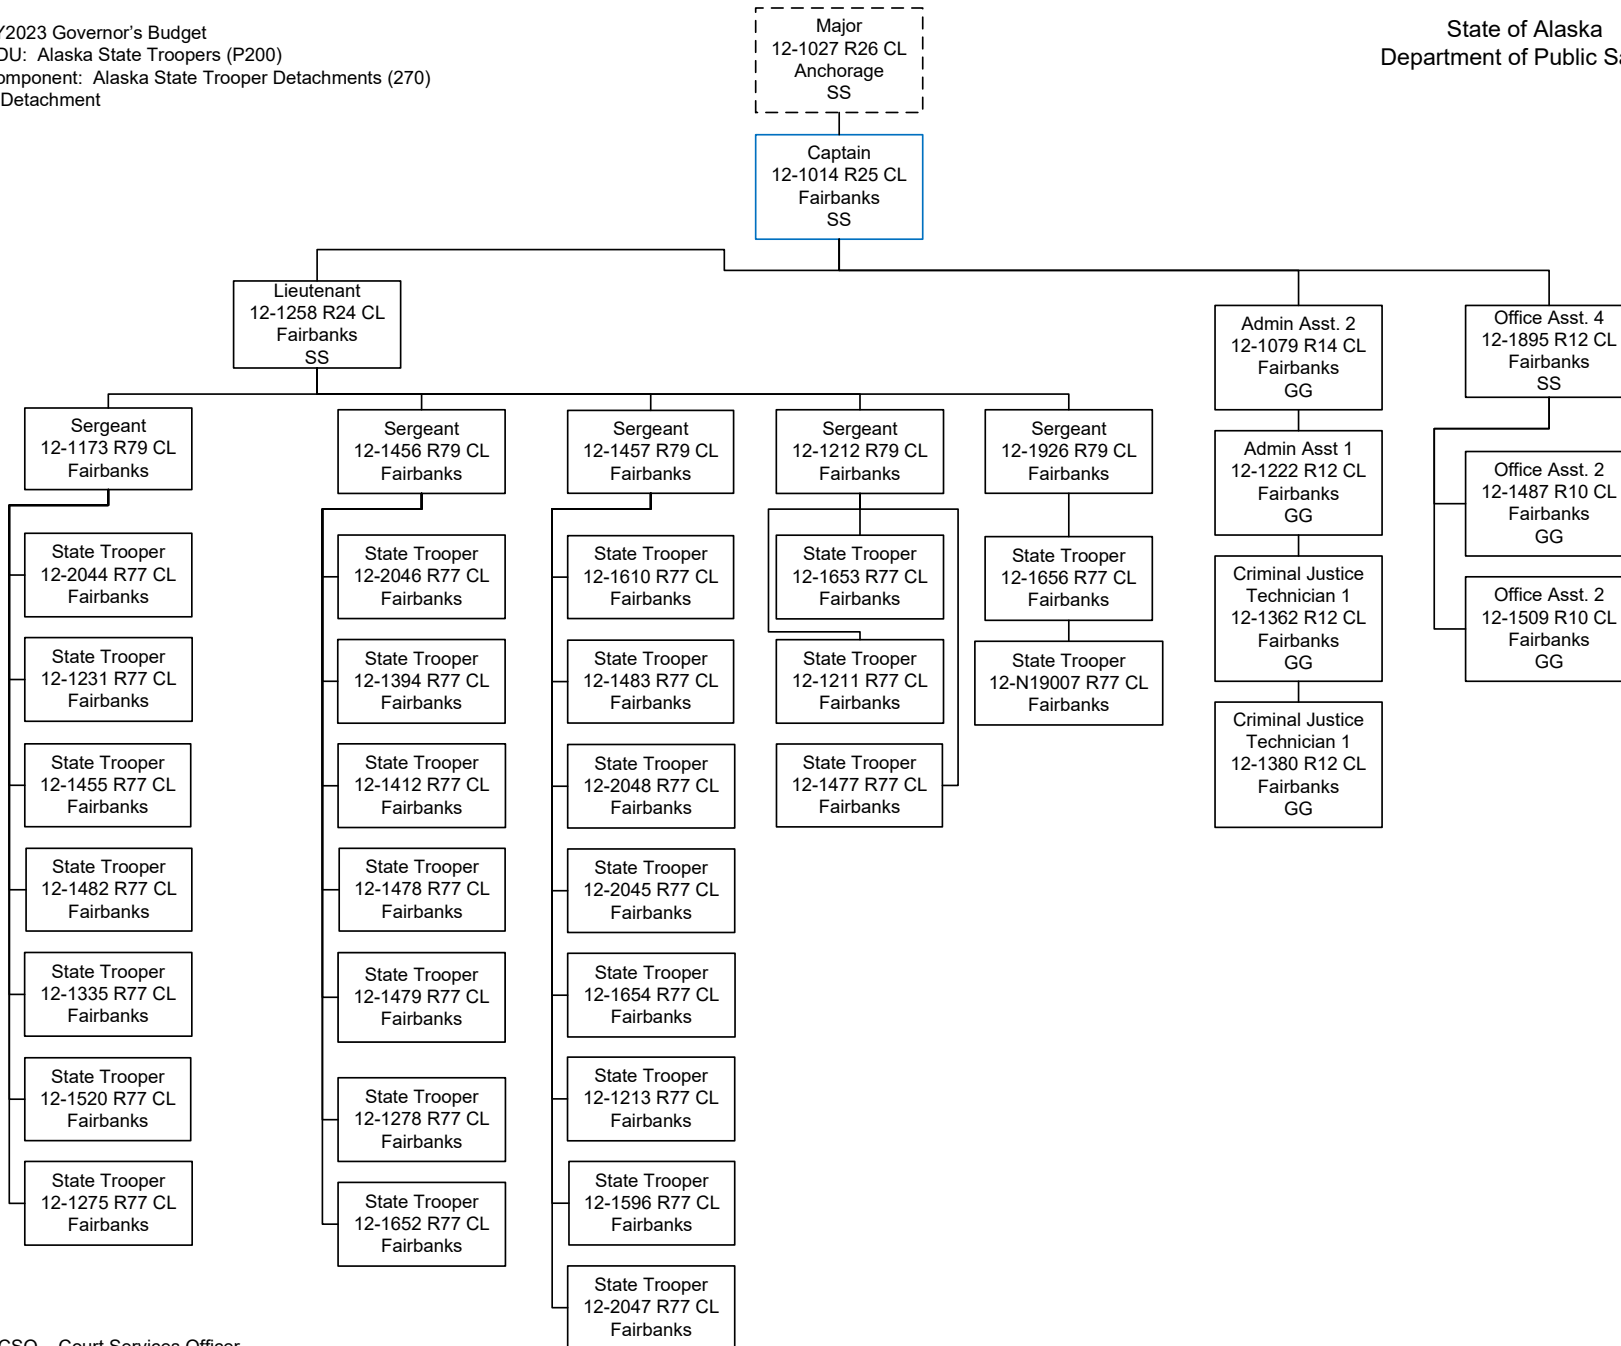 Y2023 Governor's Budget
DU: Alaska State Troopers (P200)
omponent: Alaska State Trooper Detachments (270)
Detachment
State of Alaska
Department of Public Sa
Major
12-1027 R26 CL
Anchorage
SS
Captain
12-1014 R25 CL
Fairbanks
SS
Lieutenant
12-1258 R24 CL
Fairbanks
SS
Sergeant
12-1173 R79 CL
Fairbanks
State Trooper
12-2044 R77 CL
Fairbanks
State Trooper
12-1231 R77 CL
Fairbanks
State Trooper
12-1455 R77 CL
Fairbanks
State Trooper
12-1482 R77 CL
Fairbanks
State Trooper
12-1335 R77 CL
Fairbanks
State Trooper
12-1520 R77 CL
Fairbanks
State Trooper
12-1275 R77 CL
Fairbanks
Sergeant
12-1456 R79 CL
Fairbanks
State Trooper
12-2046 R77 CL
Fairbanks
State Trooper
12-1394 R77 CL
Fairbanks
State Trooper
12-1412 R77 CL
Fairbanks
State Trooper
12-1478 R77 CL
Fairbanks
State Trooper
12-1479 R77 CL
Fairbanks
State Trooper
12-1278 R77 CL
Fairbanks
State Trooper
12-1652 R77 CL
Fairbanks
Sergeant
12-1457 R79 CL
Fairbanks
State Trooper
12-1610 R77 CL
Fairbanks
State Trooper
12-1483 R77 CL
Fairbanks
State Trooper
12-2048 R77 CL
Fairbanks
State Trooper
12-2045 R77 CL
Fairbanks
State Trooper
12-1654 R77 CL
Fairbanks
State Trooper
12-1213 R77 CL
Fairbanks
State Trooper
12-1596 R77 CL
Fairbanks
State Trooper
12-2047 R77 CL
Fairbanks
Sergeant
12-1212 R79 CL
Fairbanks
State Trooper
12-1653 R77 CL
Fairbanks
State Trooper
12-1211 R77 CL
Fairbanks
State Trooper
12-1477 R77 CL
Fairbanks
Sergeant
12-1926 R79 CL
Fairbanks
State Trooper
12-1656 R77 CL
Fairbanks
State Trooper
12-N19007 R77 CL
Fairbanks
Admin Asst. 2
12-1079 R14 CL
Fairbanks
GG
Admin Asst 1
12-1222 R12 CL
Fairbanks
GG
Criminal Justice
Technician 1
12-1362 R12 CL
Fairbanks
GG
Criminal Justice
Technician 1
12-1380 R12 CL
Fairbanks
GG
Office Asst. 4
12-1895 R12 CL
Fairbanks
SS
Office Asst. 2
12-1487 R10 CL
Fairbanks
GG
Office Asst. 2
12-1509 R10 CL
Fairbanks
GG
CSO – Court Services Officer